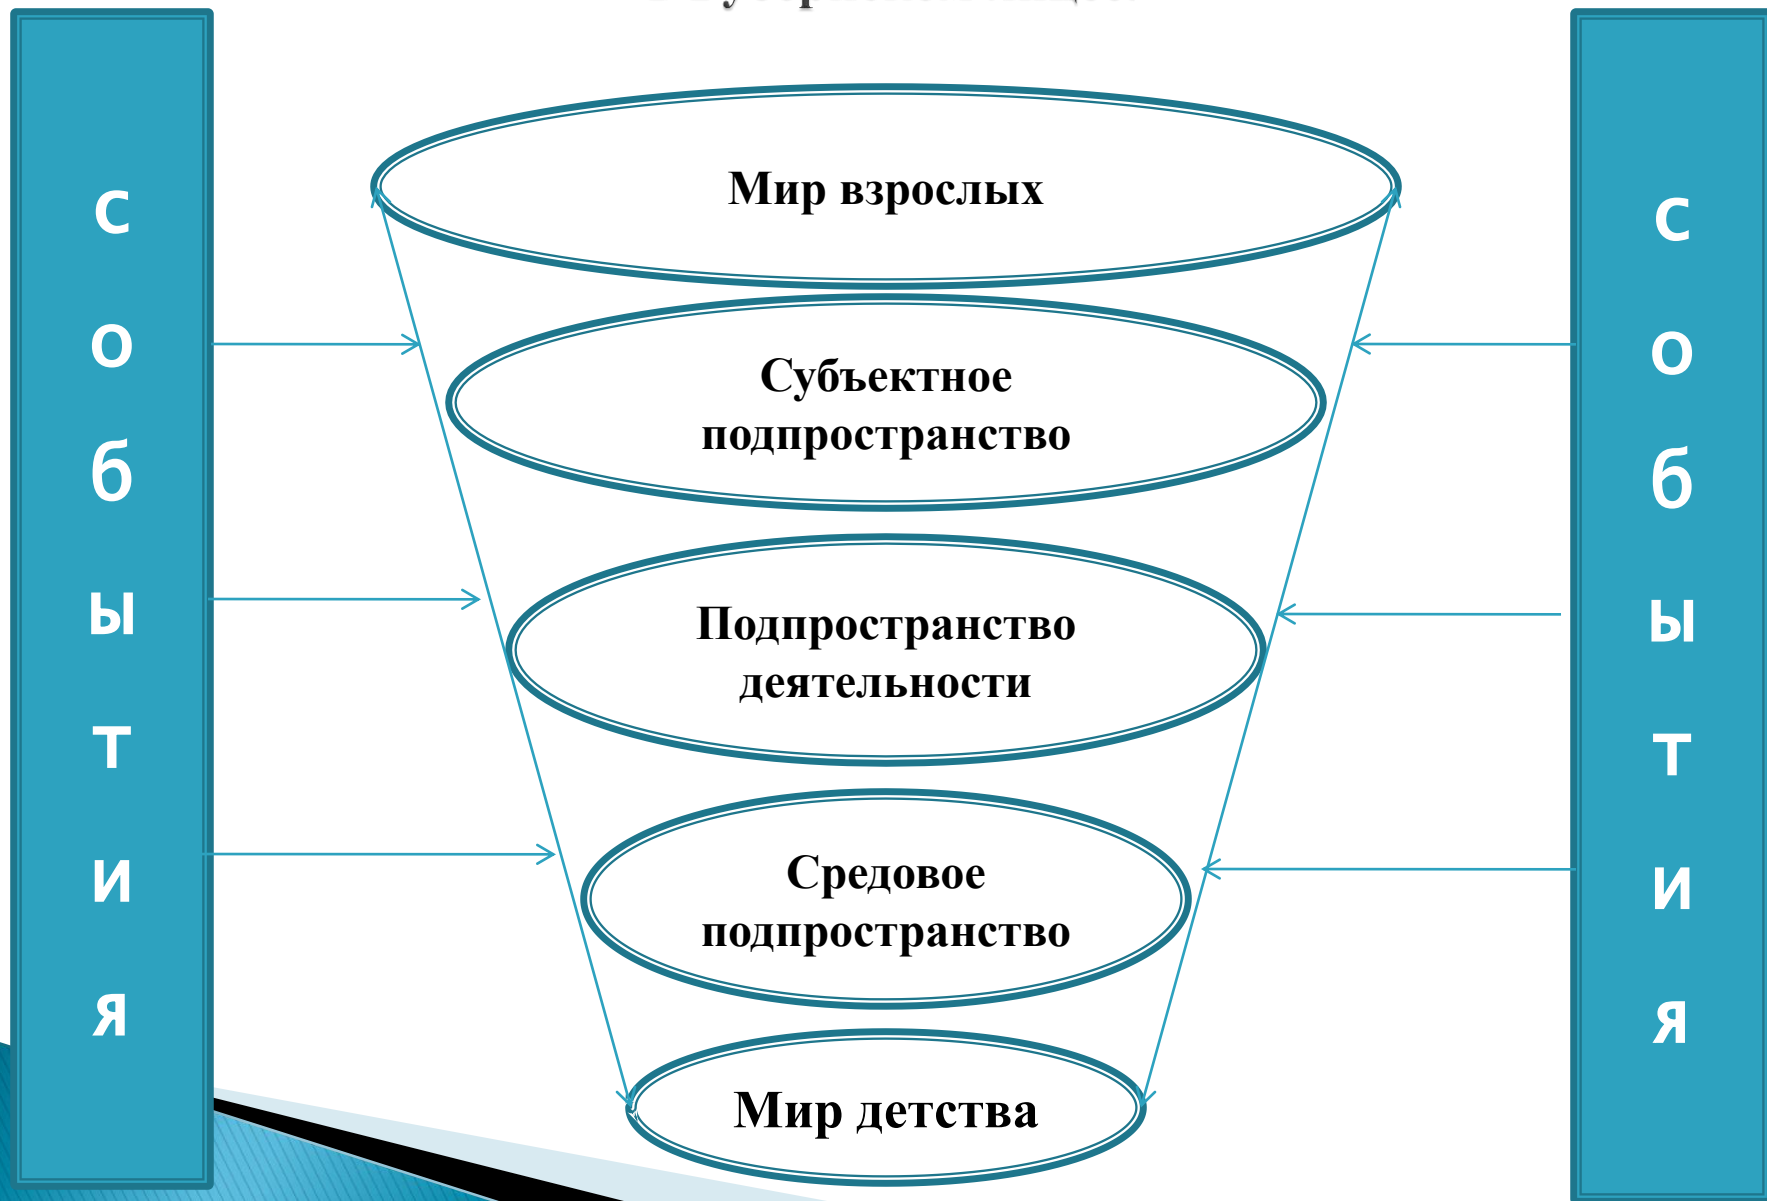 С
о
б
ы
т
и
я
Мир взрослых
Субъектное
подпространство
Подпространство
деятельности
Средовое
подпространство
Мир детства
С
о
б
ы
т
и
я